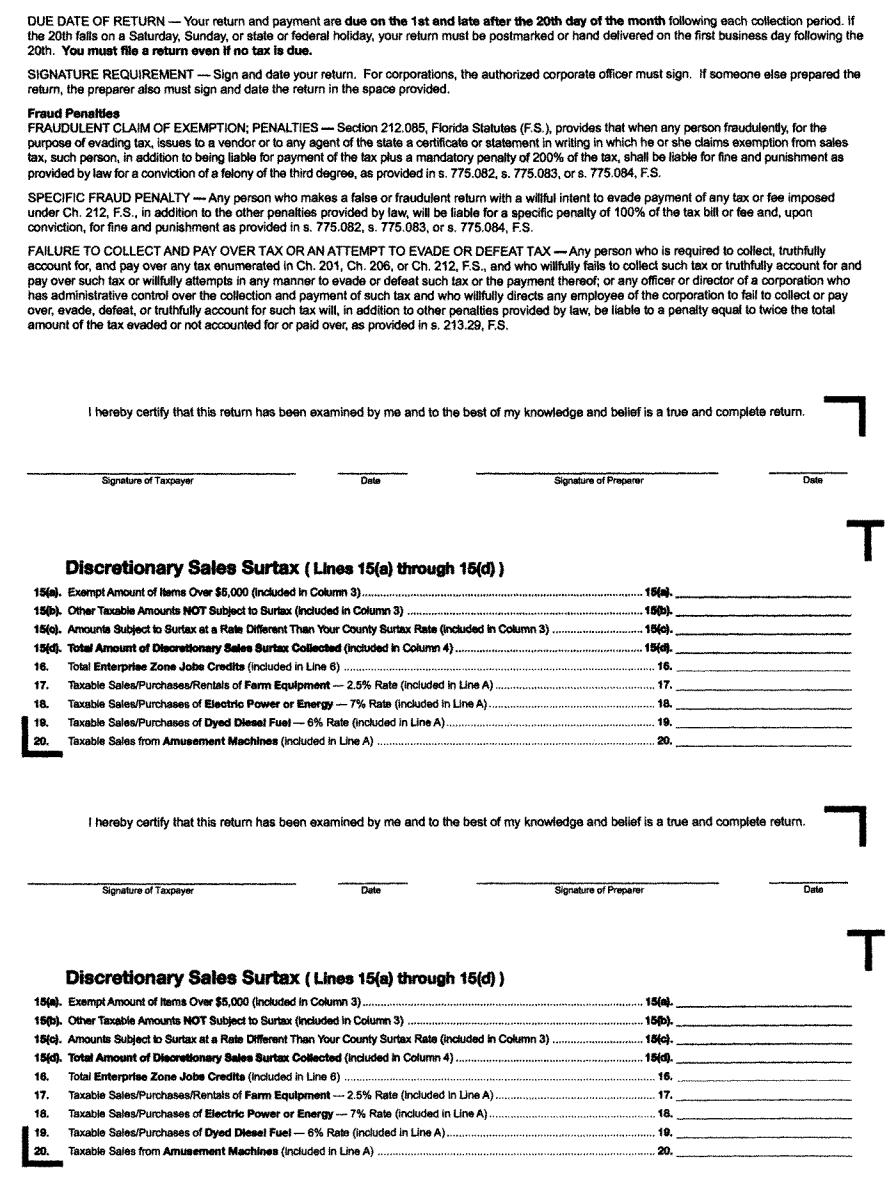 DUE DATE OF RETURN — Your return and payment are due on the 1st and late after the 20th day of the month following each collection period. If
the 20th falls on a Saturday, Sunday, or state or federal holiday, your return must be postmarked or hand delivered on the first business day following the
20th. You must file a return even if no tax is due.
SIGNATURE REQUIREMENT — Sign and date your return. For corporations, the authorized corporate officer must sign. If someone else prepared the
return, the preparer also must sign and date the return in the space provided.
Fraud Penalties
FRAUDULENT CLAIM OF EXEMPTION; PENALTIES — Section 212.085, Florida Statutes (F.S.), provides that when any person fraudulently, for the
purpose of evading tax, issues to a vendor or to any agent of the state a certificate or statement in writing in which he or she claims exemption from sales
tax, such person, in addition to being liable for payment of the tax plus a mandatory penalty of 200% of the tax, shall be liable for fine and punishment as
provided by law for a conviction of a felony of the third degree, as provided in s. 775.082, s. 775.083, or s. 775.084, F.S.
SPECIFIC FRAUD PENALTY — Any person who makes a false or fraudulent return with a willful intent to evade payment of any tax or fee imposed
under Ch. 212, F.S., in addition to the other penalties provided by law, will be liable for a specific penalty of 100% of the tax bill or fee and, upon
conviction, for fine and punishment as provided in s. 775.082, s. 775.083, or s. 775.084, F.S.
FAILURE TO COLLECT AND PAY OVER TAX OR AN ATTEMPT TO EVADE OR DEFEAT TAX — Any person who is required to collect, truthfully
account for, and pay over any tax enumerated in Ch. 201, Ch. 206, or Ch. 212, F.S., and who willfully fails to collect such tax or truthfully account for and
pay over such tax or willfully attempts in any manner to evade or defeat such tax or the payment thereof; or any officer or director of a corporation who
has administrative control over the collection and payment of such tax and who willfully directs any employee of the corporation to fail to collect or pay
over, evade, defeat, or truthfully account for such tax will, in addition to other penalties provided by law, be liable to a penalty equal to twice the total
amount of the tax evaded or not accounted for or paid over, as provided in s. 213.29, F.S.
I hereby certify that this return has been examined by me and to the best of my knowledge and belief is a true and complete return.
Signature of Taxpayer Date Signature of Preparer Date
Discretionary Sales Surtax ( Lines 15(a) through 15(d) )
15(a). Exempt Amount of Items Over $5,000 (included in Column 3) 15(a).
15(b). Other Taxable Amounts NOT Subject to Surtax (included in Column 3) 15(b).
15(c). Amounts Subject to Surtax at a Rate Different Than Your County Surtax Rate (included in Column 3) 15(c).
15(d). Total Amount of Discretionary Sales Surtax Collected (included in Column 4) 15(d).
16. Total Enterprise Zone Jobs Credits (included in Line 6) 16.
17. Taxable Sales/Purchases/Rentals of Farm Equipment — 2.5% Rate (included in Line A) 17.
18. Taxable Sales/Purchases of Electric Power or Energy — 7% Rate (included in Line A) 18.
19. Taxable Sales/Purchases of Dyed Diesel Fuel — 6% Rate (included in Line A) 19.
20. Taxable Sales from Amusement Machines (included in Line A) 20.
I hereby certify that this return has been examined by me and to the best of my knowledge and belief is a true and complete return.
Signature of Taxpayer Date Signature of Preparer Date
Discretionary Sales Surtax ( Lines 15(a) through 15(d) )
15(a). Exempt Amount of Items Over $5,000 (included in Column 3) 15(a).
15(b). Other Taxable Amounts NOT Subject to Surtax (included in Column 3) 15(b).
15(c). Amounts Subject to Surtax at a Rate Different Than Your County Surtax Rate (included in Column 3) 15(c).
15(d). Total Amount of Discretionary Sales Surtax Collected (included in Column 4) 15(d).
16. Total Enterprise Zone Jobs Credits (included in Line 6) 16.
17. Taxable Sales/Purchases/Rentals of Farm Equipment — 2.5% Rate (included in Line A) 17.
18. Taxable Sales/Purchases of Electric Power or Energy — 7% Rate (included in Line A) 18.
19. Taxable Sales/Purchases of Dyed Diesel Fuel — 6% Rate (included in Line A) 19.
20. Taxable Sales from Amusement Machines (included in Line A) 20.